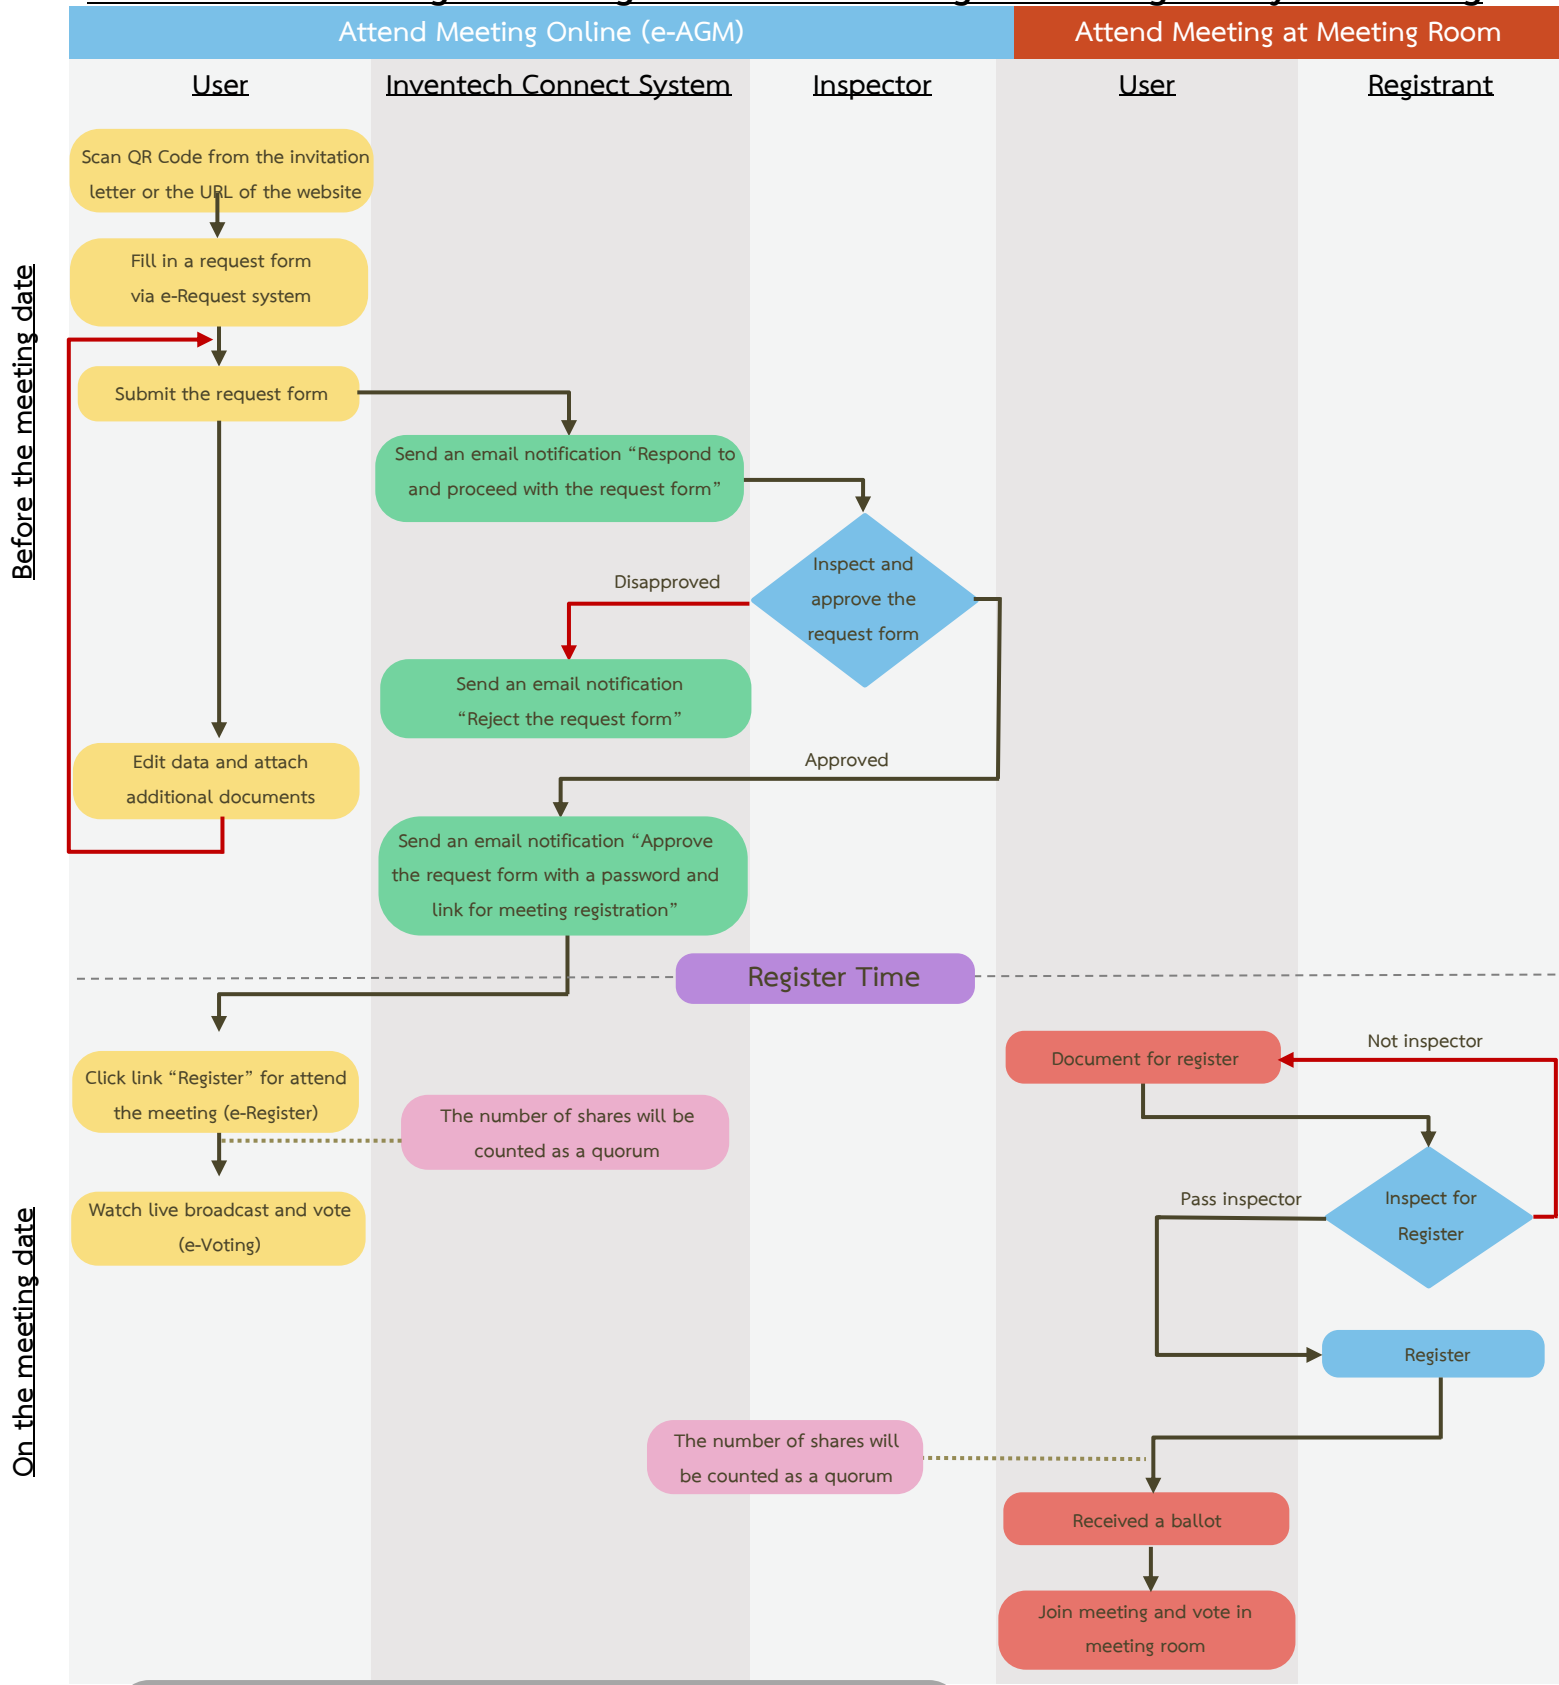 Attend Meeting Online (e-AGM)
Attend Meeting at Meeting Room
User
Inventech Connect System
Inspector
User
Registrant
Before the meeting date
Scan QR Code from the invitation
letter or the URL of the website
Fill in a request form
via e-Request system
Submit the request form
Send an email notification “Respond to
and proceed with the request form”
Inspect and
approve the
request form
Disapproved
Send an email notification
“Reject the request form”
Edit data and attach
additional documents
Approved
Send an email notification “Approve
the request form with a password and
link for meeting registration”
Register Time
On the meeting date
Click link “Register” for attend
the meeting (e-Register)
The number of shares will be
counted as a quorum
Watch live broadcast and vote
(e-Voting)
Document for register
Not inspector
Inspect for
Register
Pass inspector
Register
The number of shares will
be counted as a quorum
Received a ballot
Join meeting and vote in
meeting room